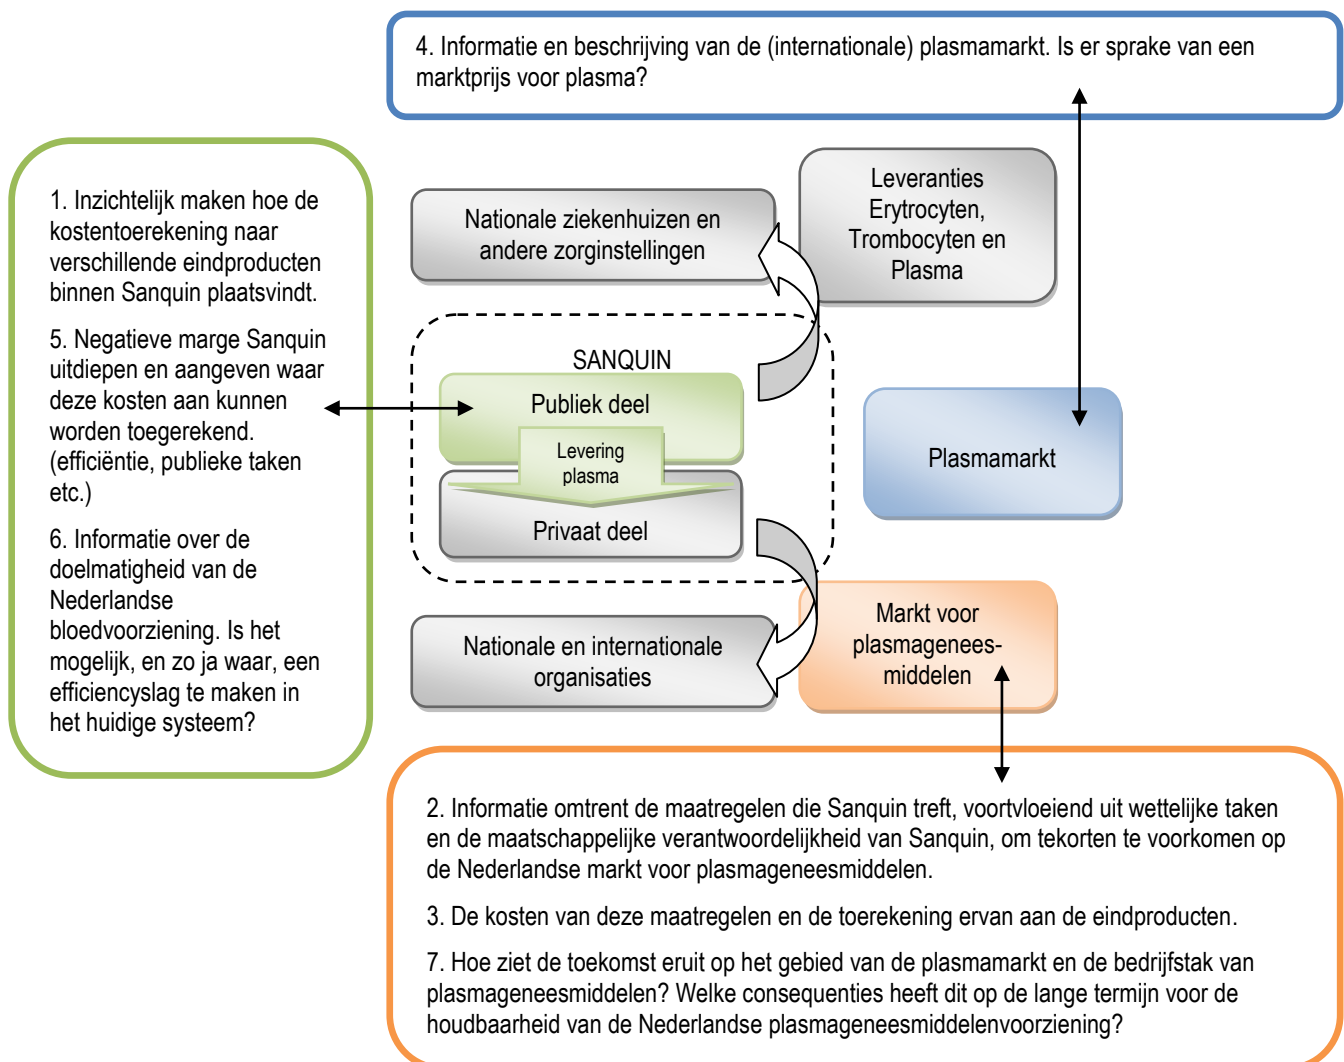 4. Informatie en beschrijving van de (internationale) plasmamarkt. Is er sprake van een
marktprijs voor plasma?
1. Inzichtelijk maken hoe de
kostentoerekening naar
verschillende eindproducten
binnen Sanquin plaatsvindt.
5. Negatieve marge Sanquin
uitdiepen en aangeven waar
deze kosten aan kunnen
worden toegerekend.
(efficiëntie, publieke taken
etc.)
6. Informatie over de
doelmatigheid van de
Nederlandse
bloedvoorziening. Is het
mogelijk, en zo ja waar, een
efficiencyslag te maken in
het huidige systeem?
Nationale ziekenhuizen en
andere zorginstellingen
Leveranties
Erytrocyten,
Trombocyten en
Plasma
SANQUIN
Publiek deel
Levering
plasma
Privaat deel
Plasmamarkt
Nationale en internationale
organisaties
Markt voor
plasmagenees-
middelen
2. Informatie omtrent de maatregelen die Sanquin treft, voortvloeiend uit wettelijke taken
en de maatschappelijke verantwoordelijkheid van Sanquin, om tekorten te voorkomen op
de Nederlandse markt voor plasmageneesmiddelen.
3. De kosten van deze maatregelen en de toerekening ervan aan de eindproducten.
7. Hoe ziet de toekomst eruit op het gebied van de plasmamarkt en de bedrijfstak van
plasmageneesmiddelen? Welke consequenties heeft dit op de lange termijn voor de
houdbaarheid van de Nederlandse plasmageneesmiddelenvoorziening?